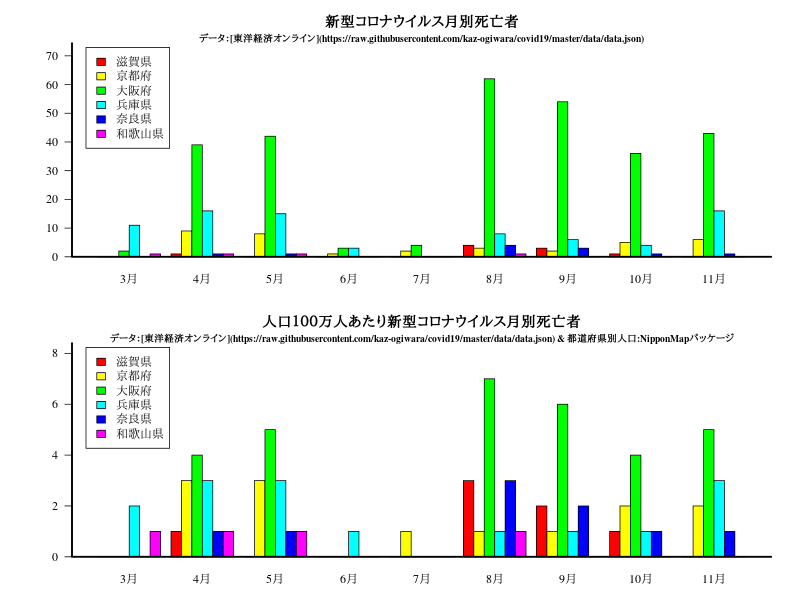 新型コロナウイルス月別死亡者
データ:[東洋経済オンライン](https://raw.githubusercontent.com/kaz-ogiwara/covid19/master/data/data.json)
70
60
50
40
30
20
10
0
滋賀県
京都府
大阪府
兵庫県
奈良県
和歌山県
3月 4月 5月 6月 7月 8月 9月 10月 11月
人口100万人あたり新型コロナウイルス月別死亡者
データ:[東洋経済オンライン](https://raw.githubusercontent.com/kaz-ogiwara/covid19/master/data/data.json) & 都道府県別人口:NipponMapパッケージ
8
6
4
2
0
滋賀県
京都府
大阪府
兵庫県
奈良県
和歌山県
3月 4月 5月 6月 7月 8月 9月 10月 11月